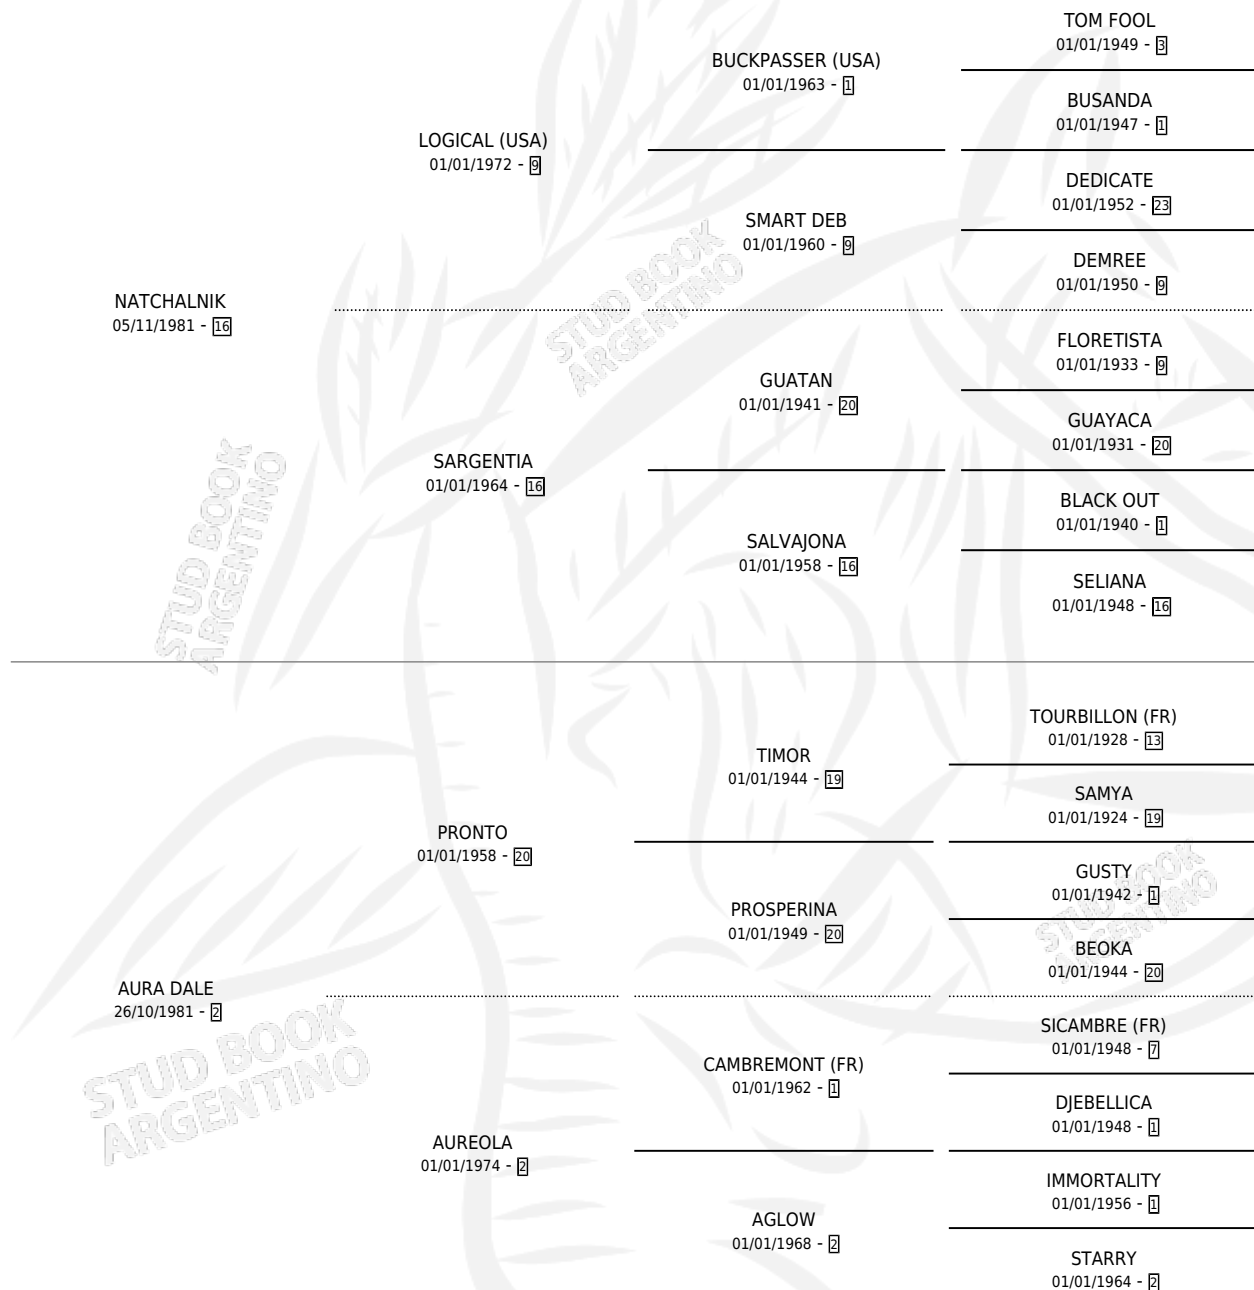 TOM FOOL
01/01/1949 - 3
BUCKPASSER (USA)
01/01/1963 - 1
BUSANDA
01/01/1947 - 1
LOGICAL (USA)
01/01/1972 - 9
DEDICATE
01/01/1952 - 23
SMART DEB
01/01/1960 - 9
DEMREE
01/01/1950 - 9
NATCHALNIK
05/11/1981 - 16
FLORETISTA
01/01/1933 - 9
GUATAN
01/01/1941 - 20
GUAYACA
01/01/1931 - 20
SARGENTIA
01/01/1964 - 16
BLACK OUT
01/01/1940 - 1
SALVAJONA
01/01/1958 - 16
SELIANA
01/01/1948 - 16
STUD BOOK
ARGENTINO
STUD BOOK
ARGENTINO
TOURBILLON (FR)
01/01/1928 - 13
TIMOR
01/01/1944 - 19
SAMYA
01/01/1924 - 19
PRONTO
01/01/1958 - 20
GUSTY
01/01/1942 - 1
PROSPERINA
01/01/1949 - 20
BEOKA
01/01/1944 - 20
AURA DALE
26/10/1981 - 2
SICAMBRE (FR)
01/01/1948 - 7
CAMBREMONT (FR)
01/01/1962 - 1
DJEBELLICA
01/01/1948 - 1
AUREOLA
01/01/1974 - 2
IMMORTALITY
01/01/1956 - 1
AGLOW
01/01/1968 - 2
STARRY
01/01/1964 - 2
STUD BOOK
ARGENTINO
STUD BOOK
ARGENTINO